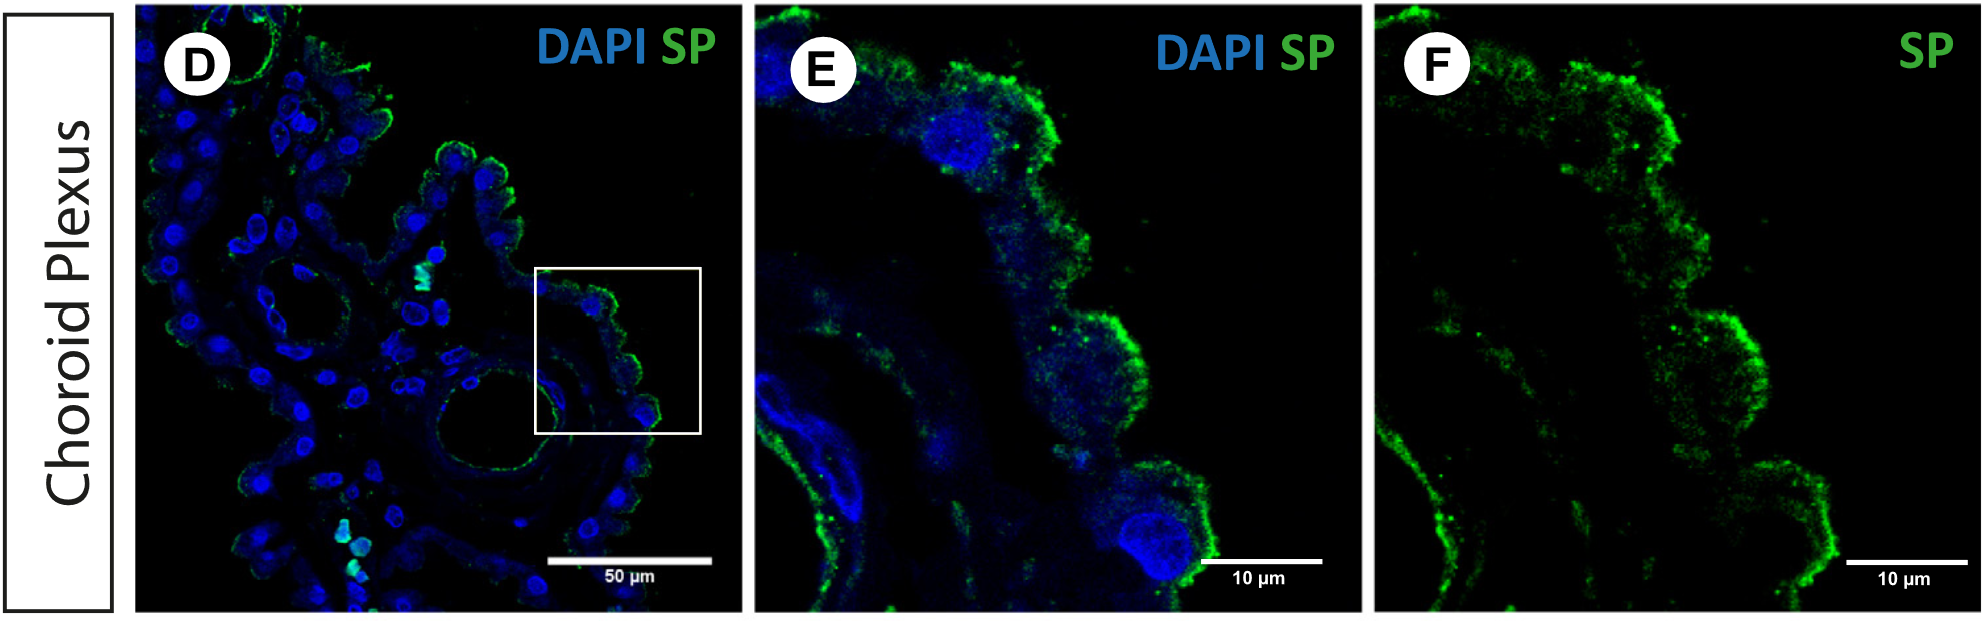 Choroid Plexus
D
DAPI SP
50 µm
E
DAPI SP
10 µm
F
SP
10 µm